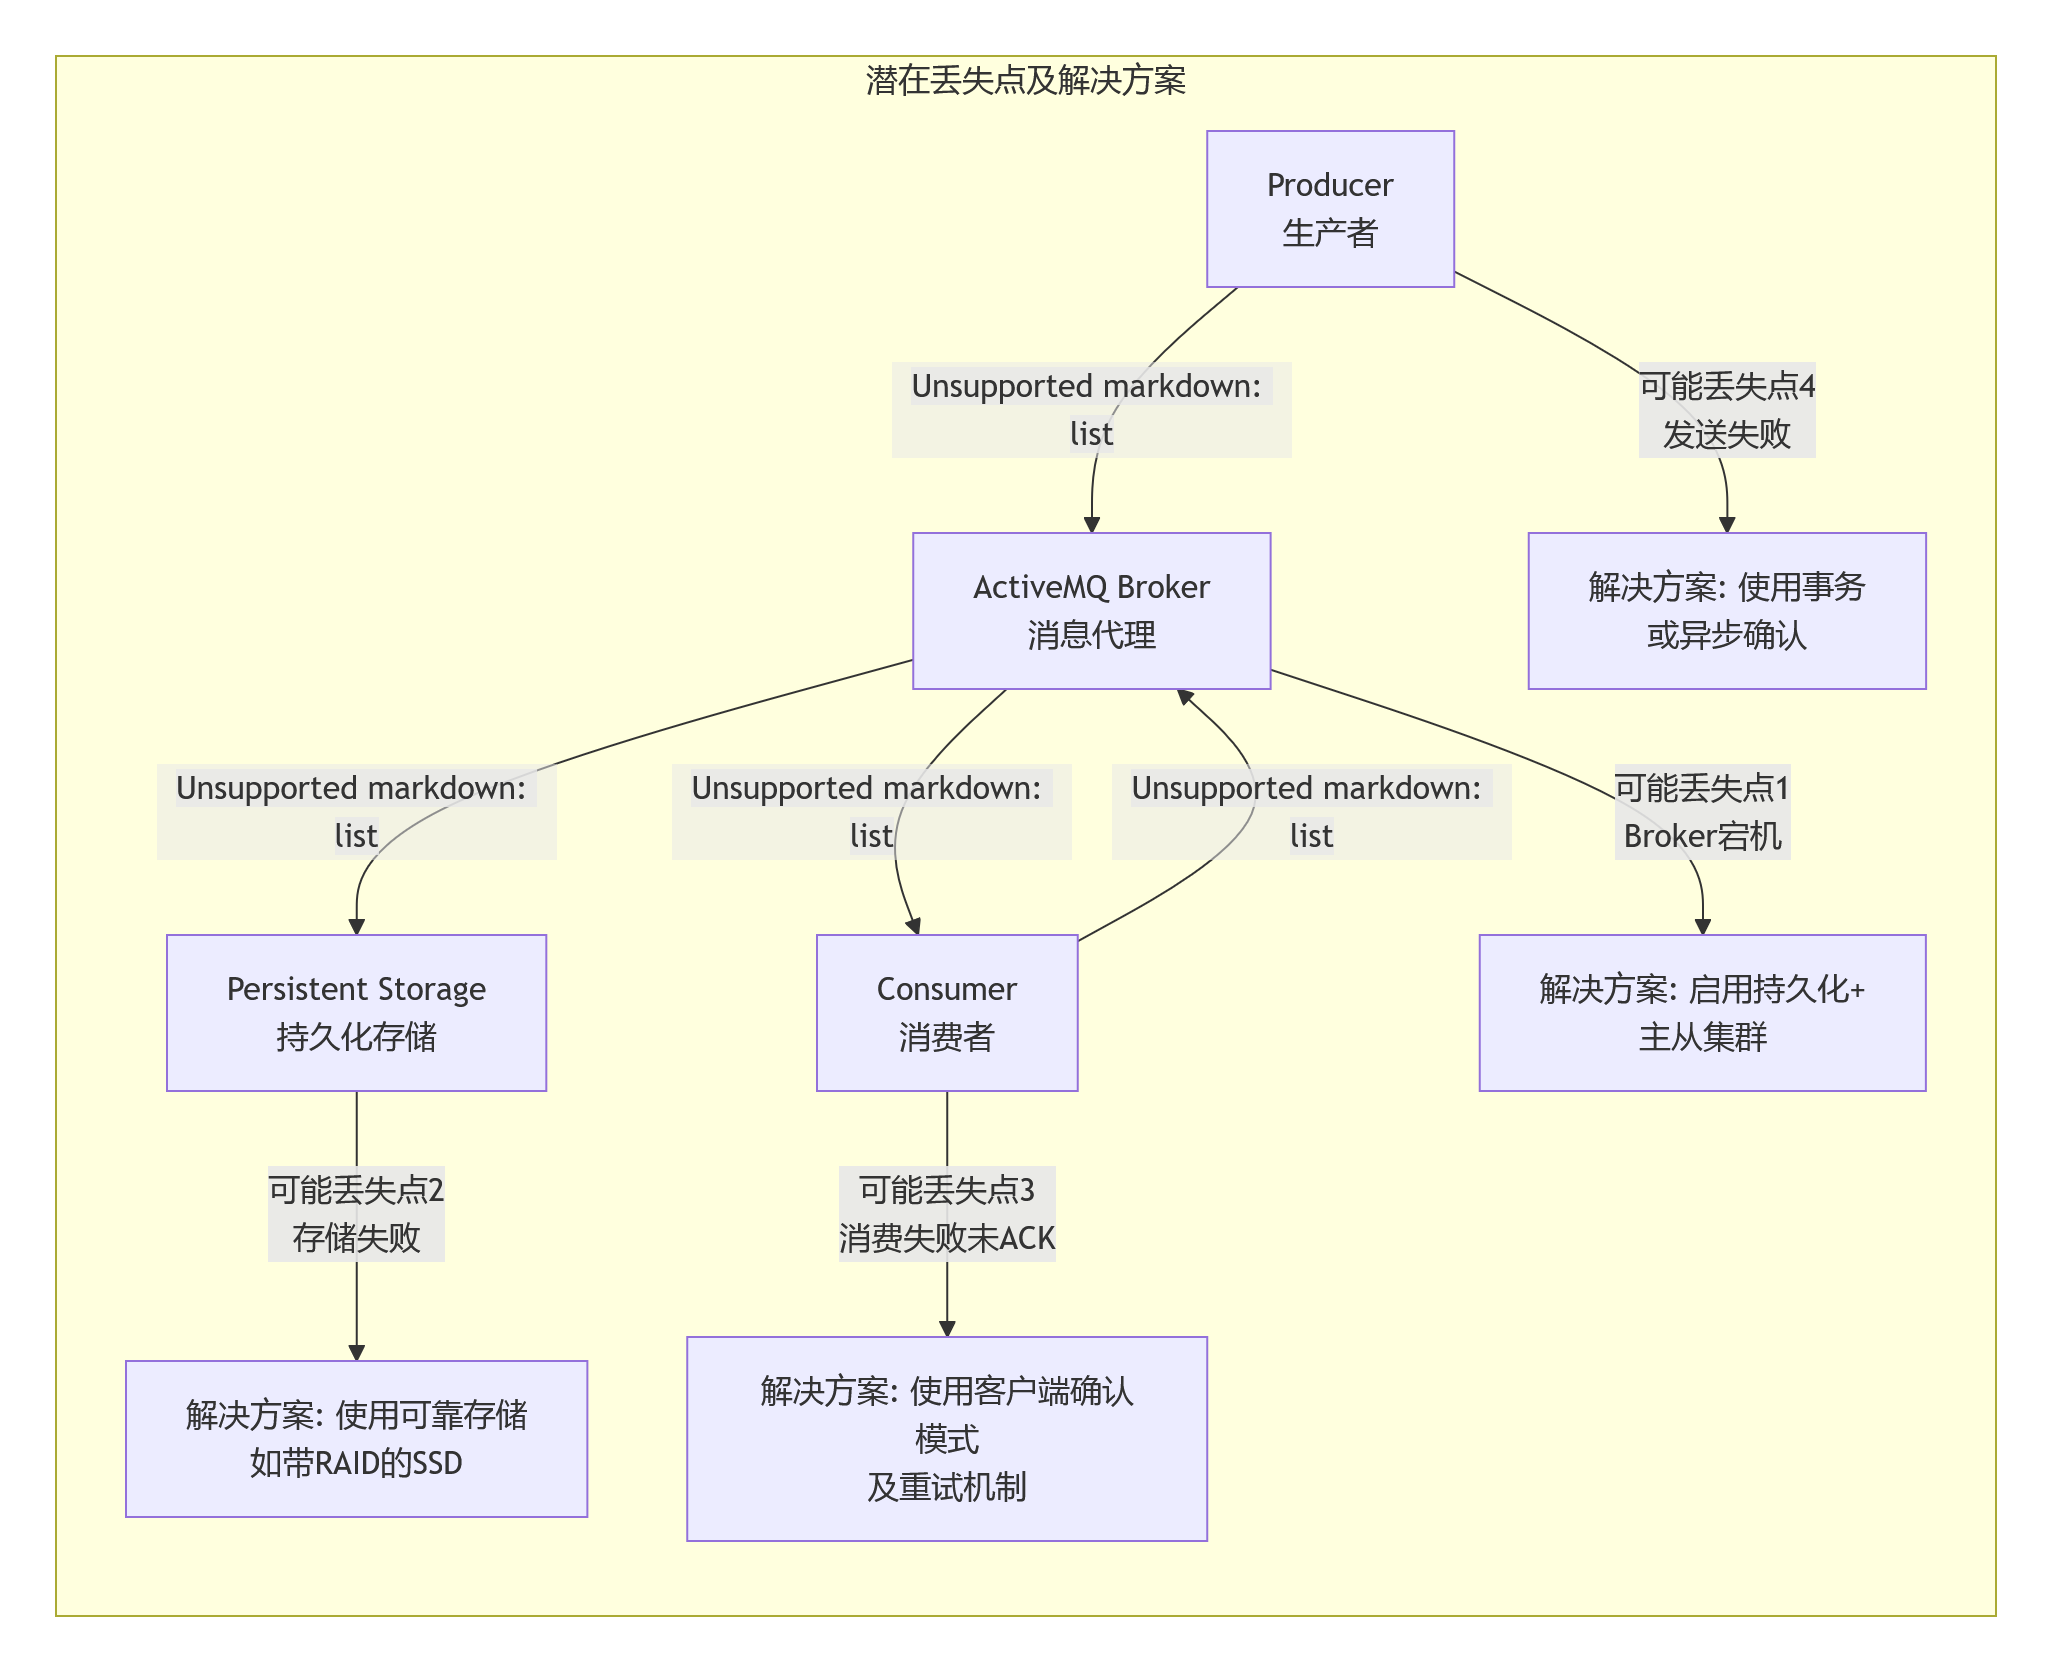 潜在丢失点及解决方案
Producer
生产者
Unsupported markdown:
list
可能丢失点4
发送失败
ActiveMQ Broker
消息代理
解决方案: 使用事务
或异步确认
Unsupported markdown:
list
Unsupported markdown:
list
Unsupported markdown:
list
可能丢失点1
Broker宕机
Persistent Storage
持久化存储
Consumer
消费者
解决方案: 启用持久化+
主从集群
可能丢失点2
存储失败
可能丢失点3
消费失败未ACK
解决方案: 使用可靠存储
如带RAID的SSD
解决方案: 使用客户端确认
模式
及重试机制